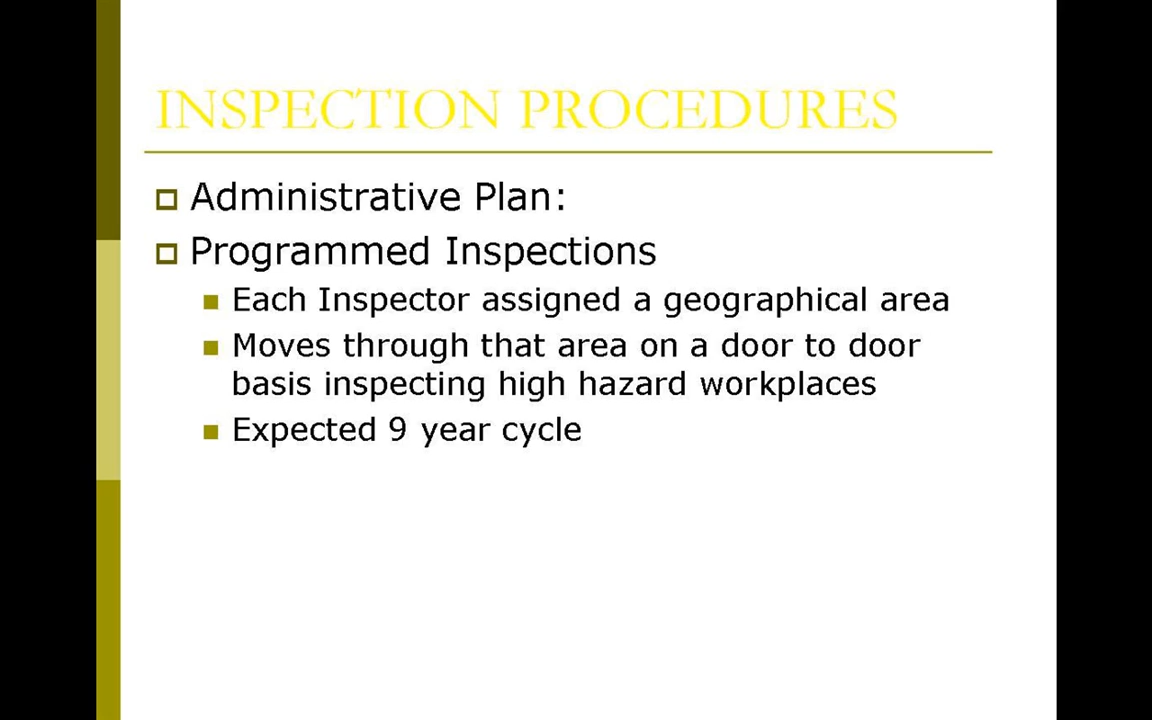 INSPECTION PROCEDURES
Administrative Plan:
Programmed Inspections
Each Inspector assigned a geographical area
Moves through that area on a door to door
basis inspecting high hazard workplaces
Expected 9 year cycle